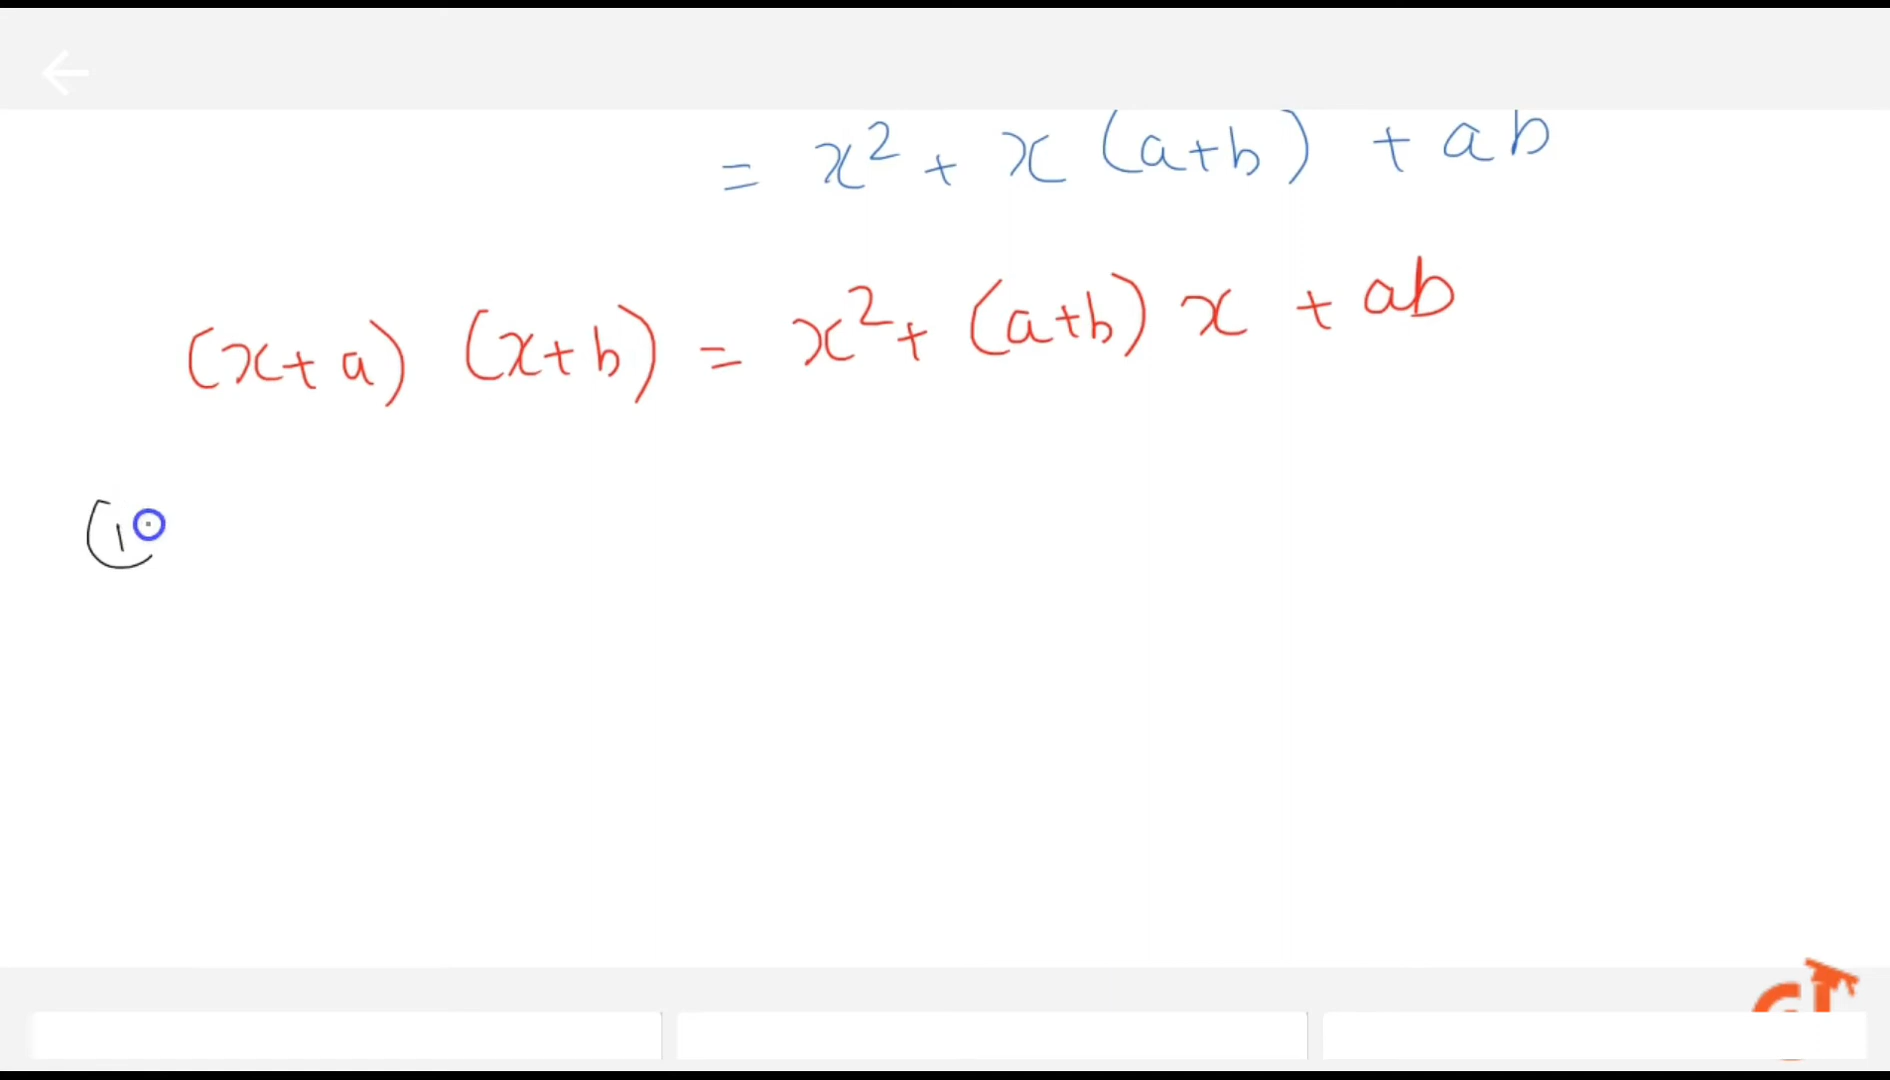 = x² + x (a+b) + ab
(x+a) (x+b) = x² + (a+b) x + ab
(1